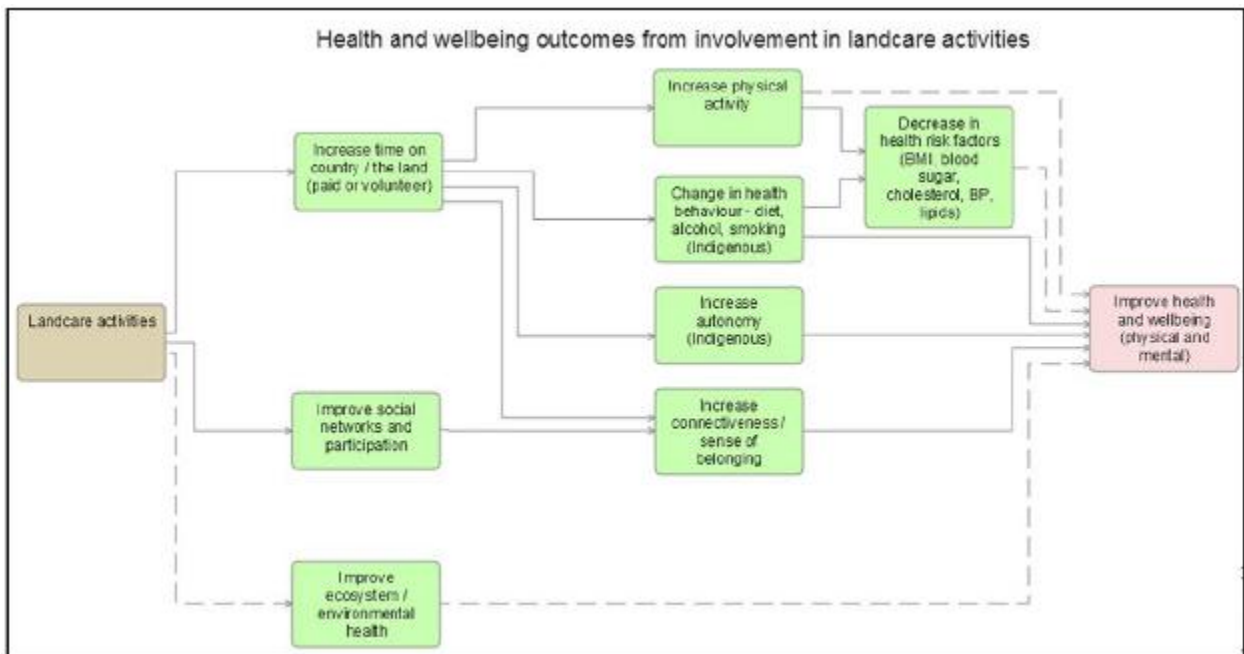 Health and wellbeing outcomes from involvement in landcare activities
Increase physical
activity
Decrease in
health risk factors
(BMI, blood
sugar,
cholesterol, BP,
lipids)
Increase time on
country / the land
(paid or volunteer)
Change in health
behaviour - diet,
alcohol, smoking
(Indigenous)
Landcare activities
Increase
autonomy
(Indigenous)
Improve health
and wellbeing
(physical and
mental)
Improve social
networks and
participation
Increase
connectiveness /
sense of
belonging
Improve
ecosystem /
environmental
health